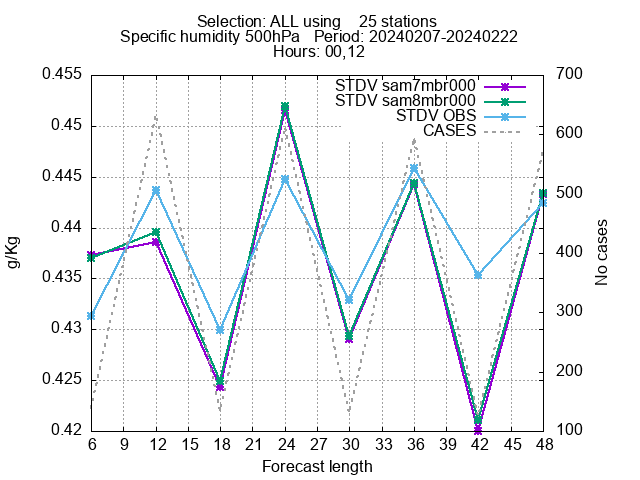 Selection: ALL using    25 stations
Specific humidity 500hPa   Period: 20240207-20240222
Hours: 00,12
STDV sam7mbr000
STDV sam8mbr000
STDV OBS
CASES
0.455
0.45
0.445
0.44
0.435
0.43
0.425
0.42
g/Kg
700
600
500
400
300
200
100
No cases
6 9 12 15 18 21 24 27 30 33 36 39 42 45 48
Forecast length